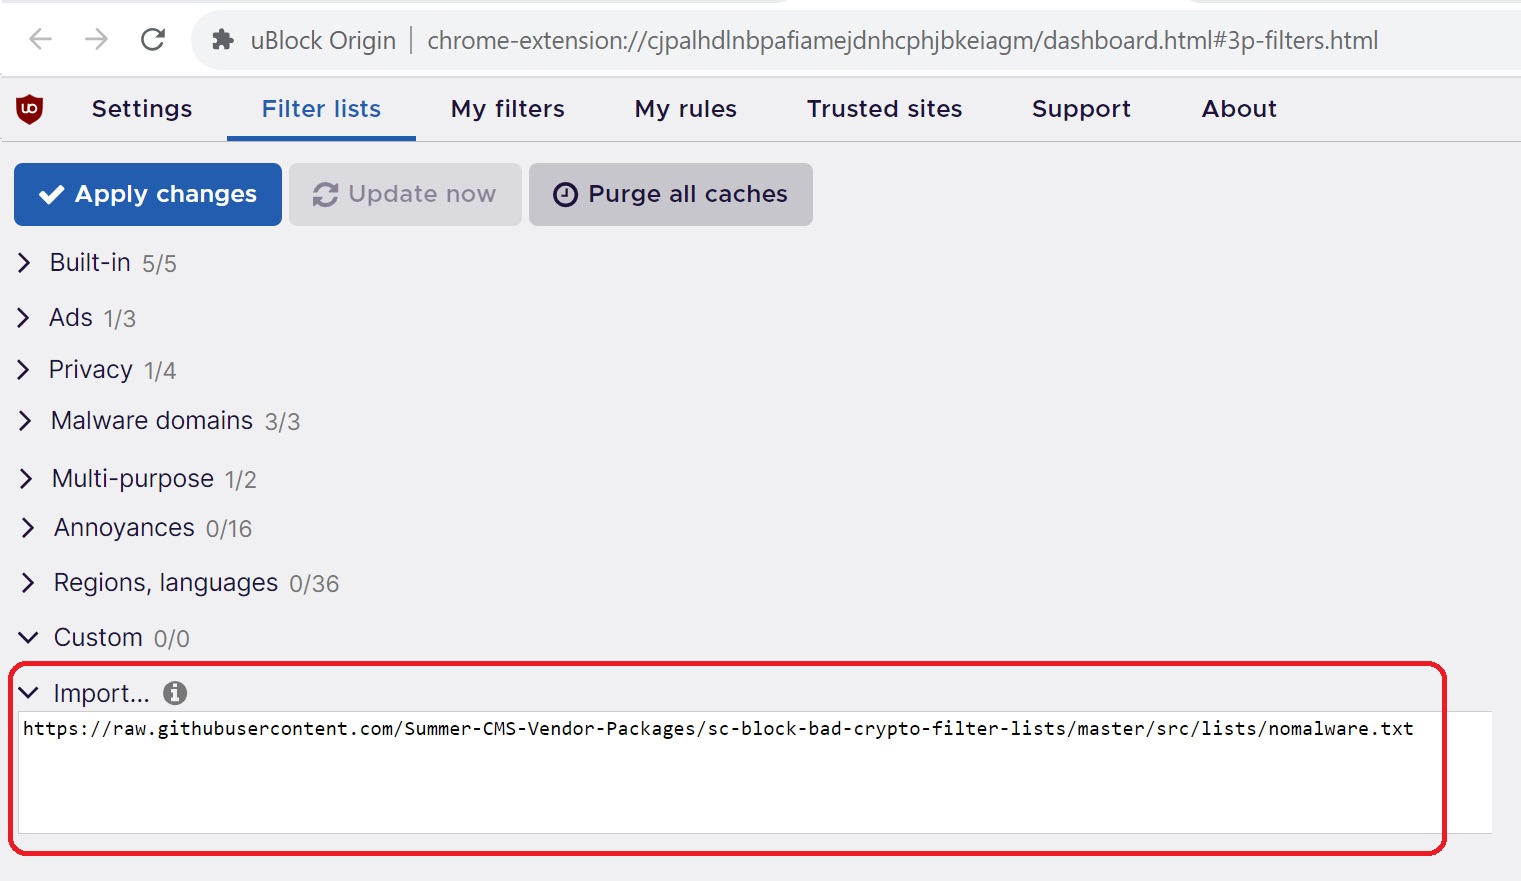 uBlock Origin | chrome-extension://cjpalhdlnbpafiamejdnhcphjbkeiagm/dashboard.html#3p-filters.html
uo Settings Filter lists My filters My rules Trusted sites Support About
Apply changes Update now Purge all caches
Built-in 5/5
Ads 1/3
Privacy 1/4
Malware domains 3/3
Multi-purpose 1/2
Annoyances 0/16
Regions, languages 0/36
Custom 0/0
Import...
https://raw.githubusercontent.com/Summer-CMS-Vendor-Packages/sc-block-bad-crypto-filter-lists/master/src/lists/nomalware.txt